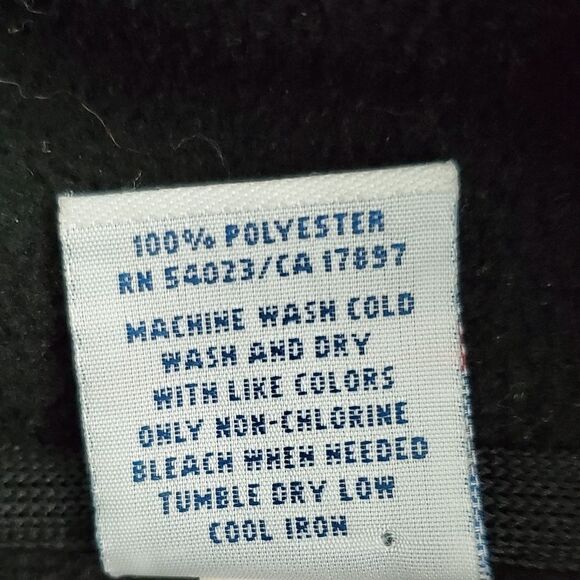 100% POLYESTER
RN 54023/CA 17897
MACHINE WASH COLD
WASH AND DRY
WITH LIKE COLORS
ONLY NON-CHLORINE
BLEACH WHEN NEEDED
TUMBLE DRY LOW
COOL IRON